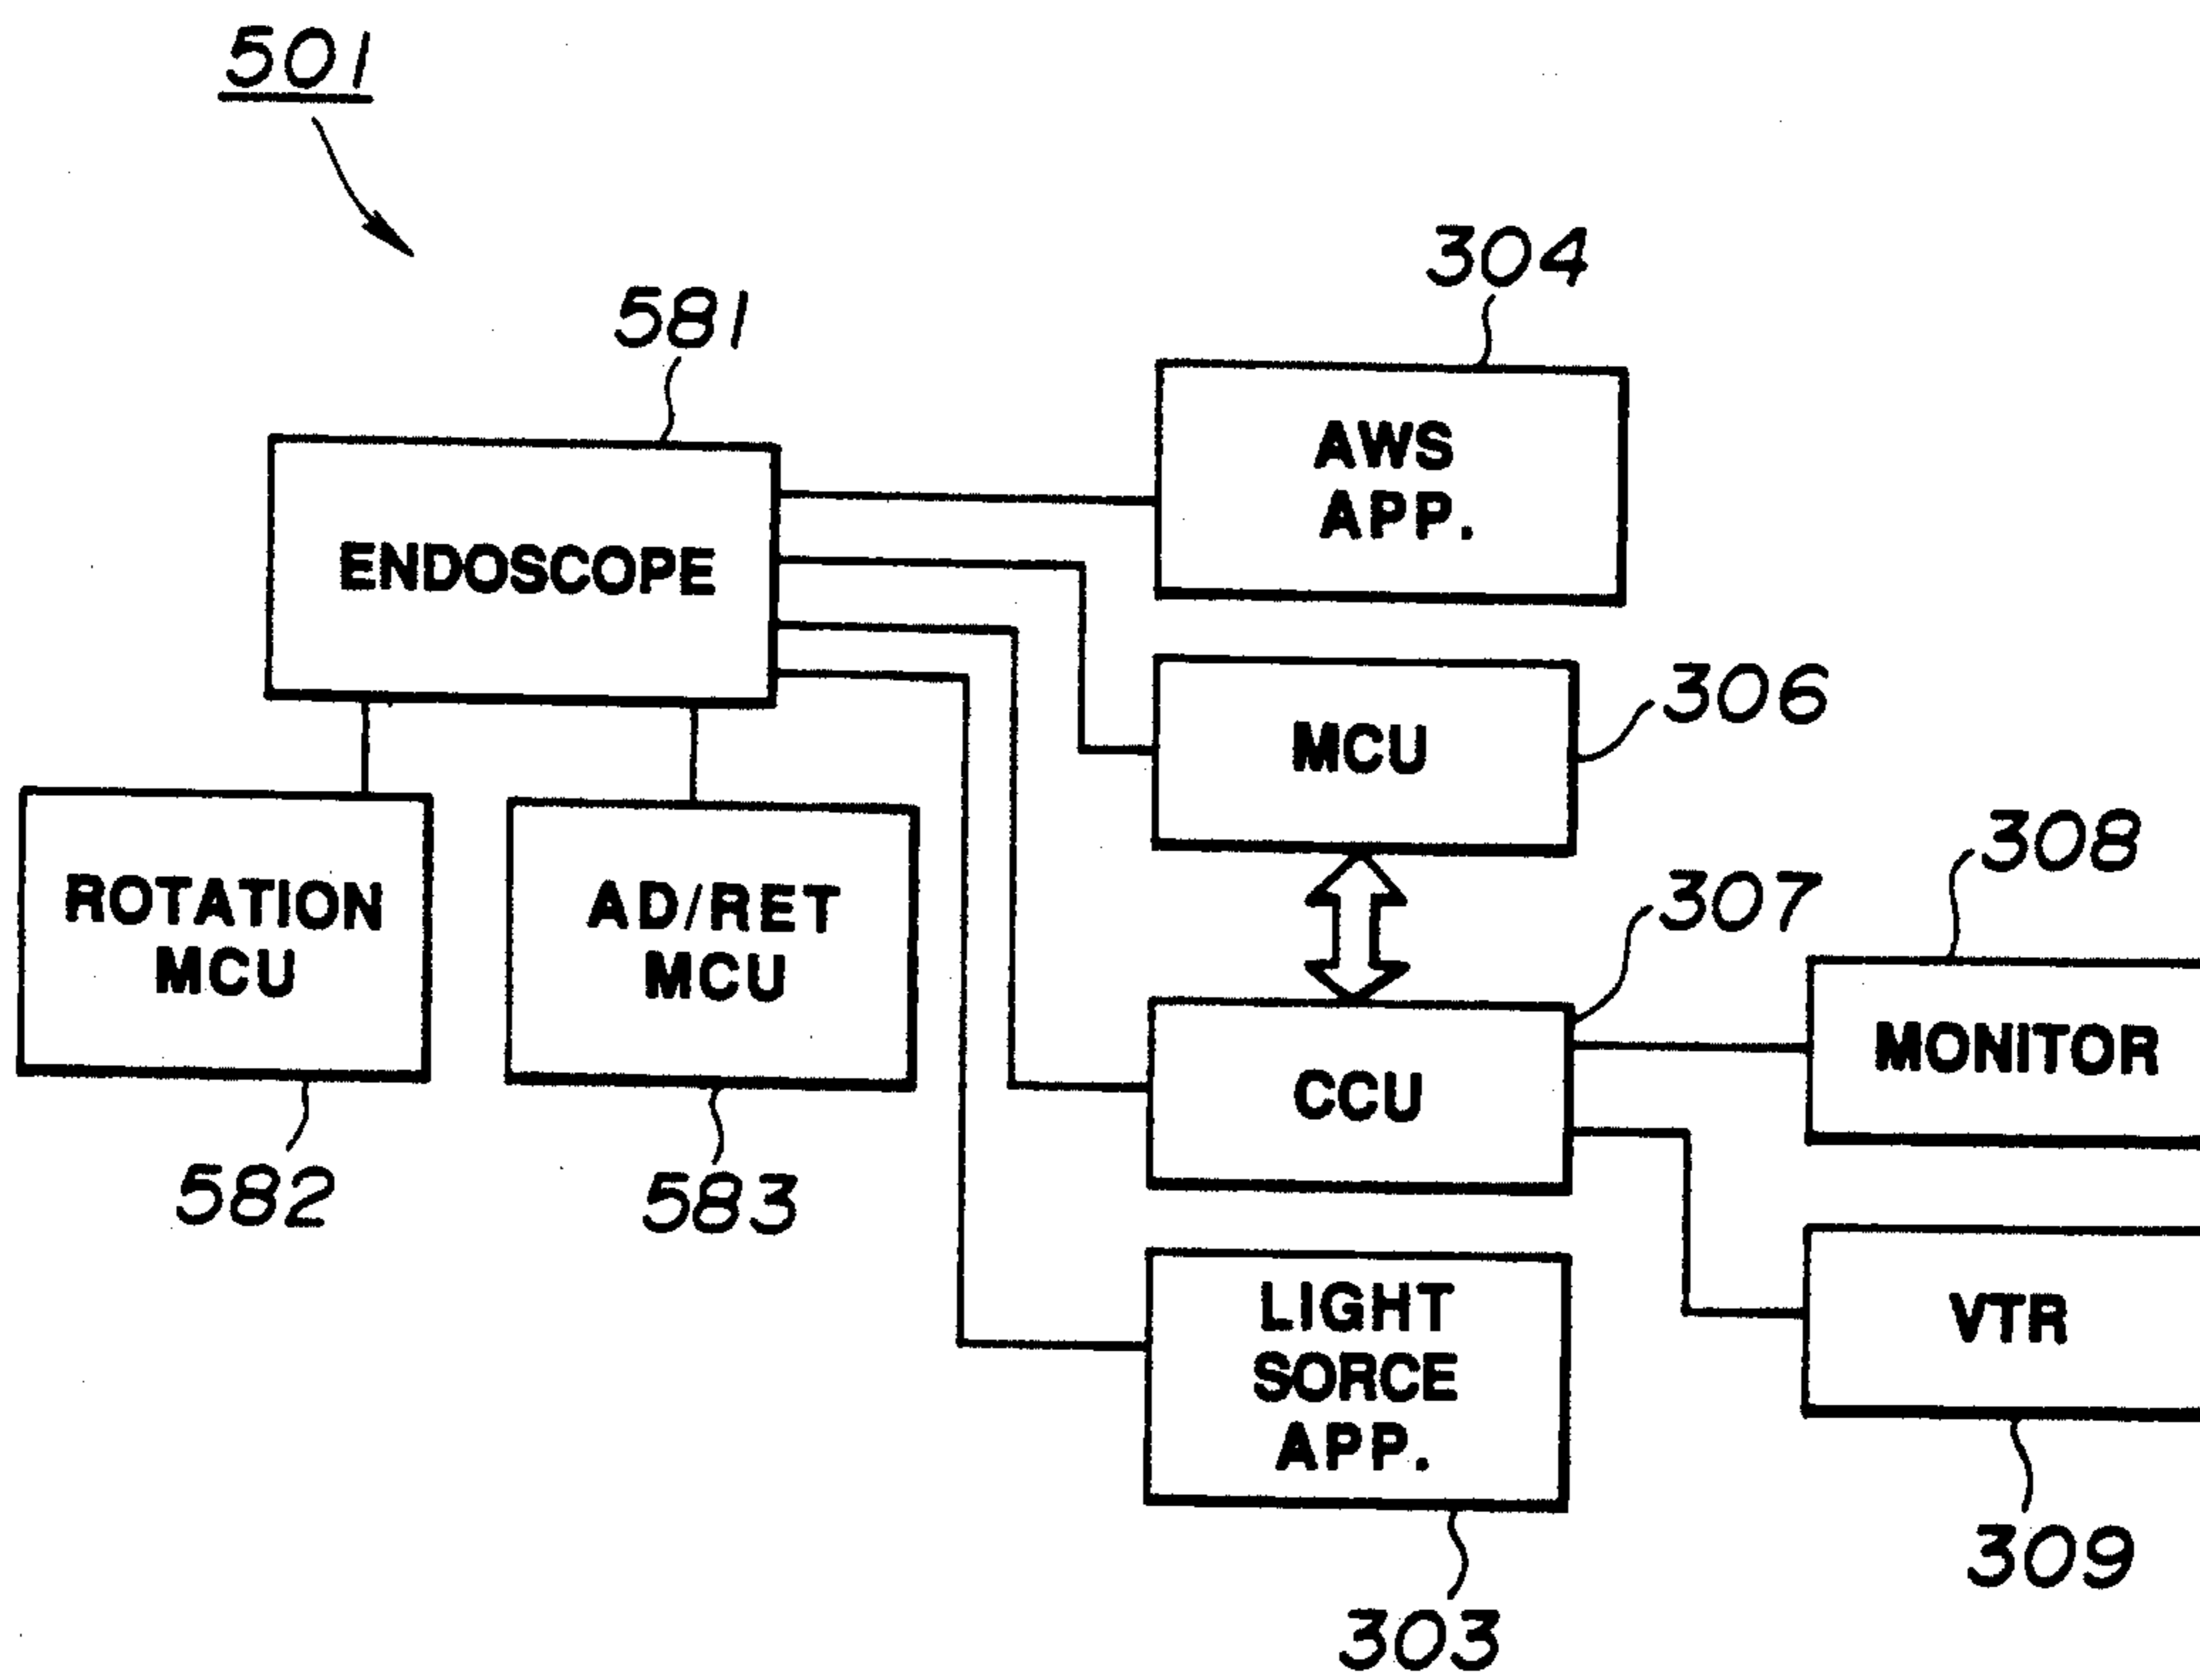 501
581
304
ENDOSCOPE
AWS
APP.
306
MCU
308
307
ROTATION
MCU
AD/RET
MCU
MONITOR
CCU
582
583
LIGHT
SORCE
APP.
VTR
309
303